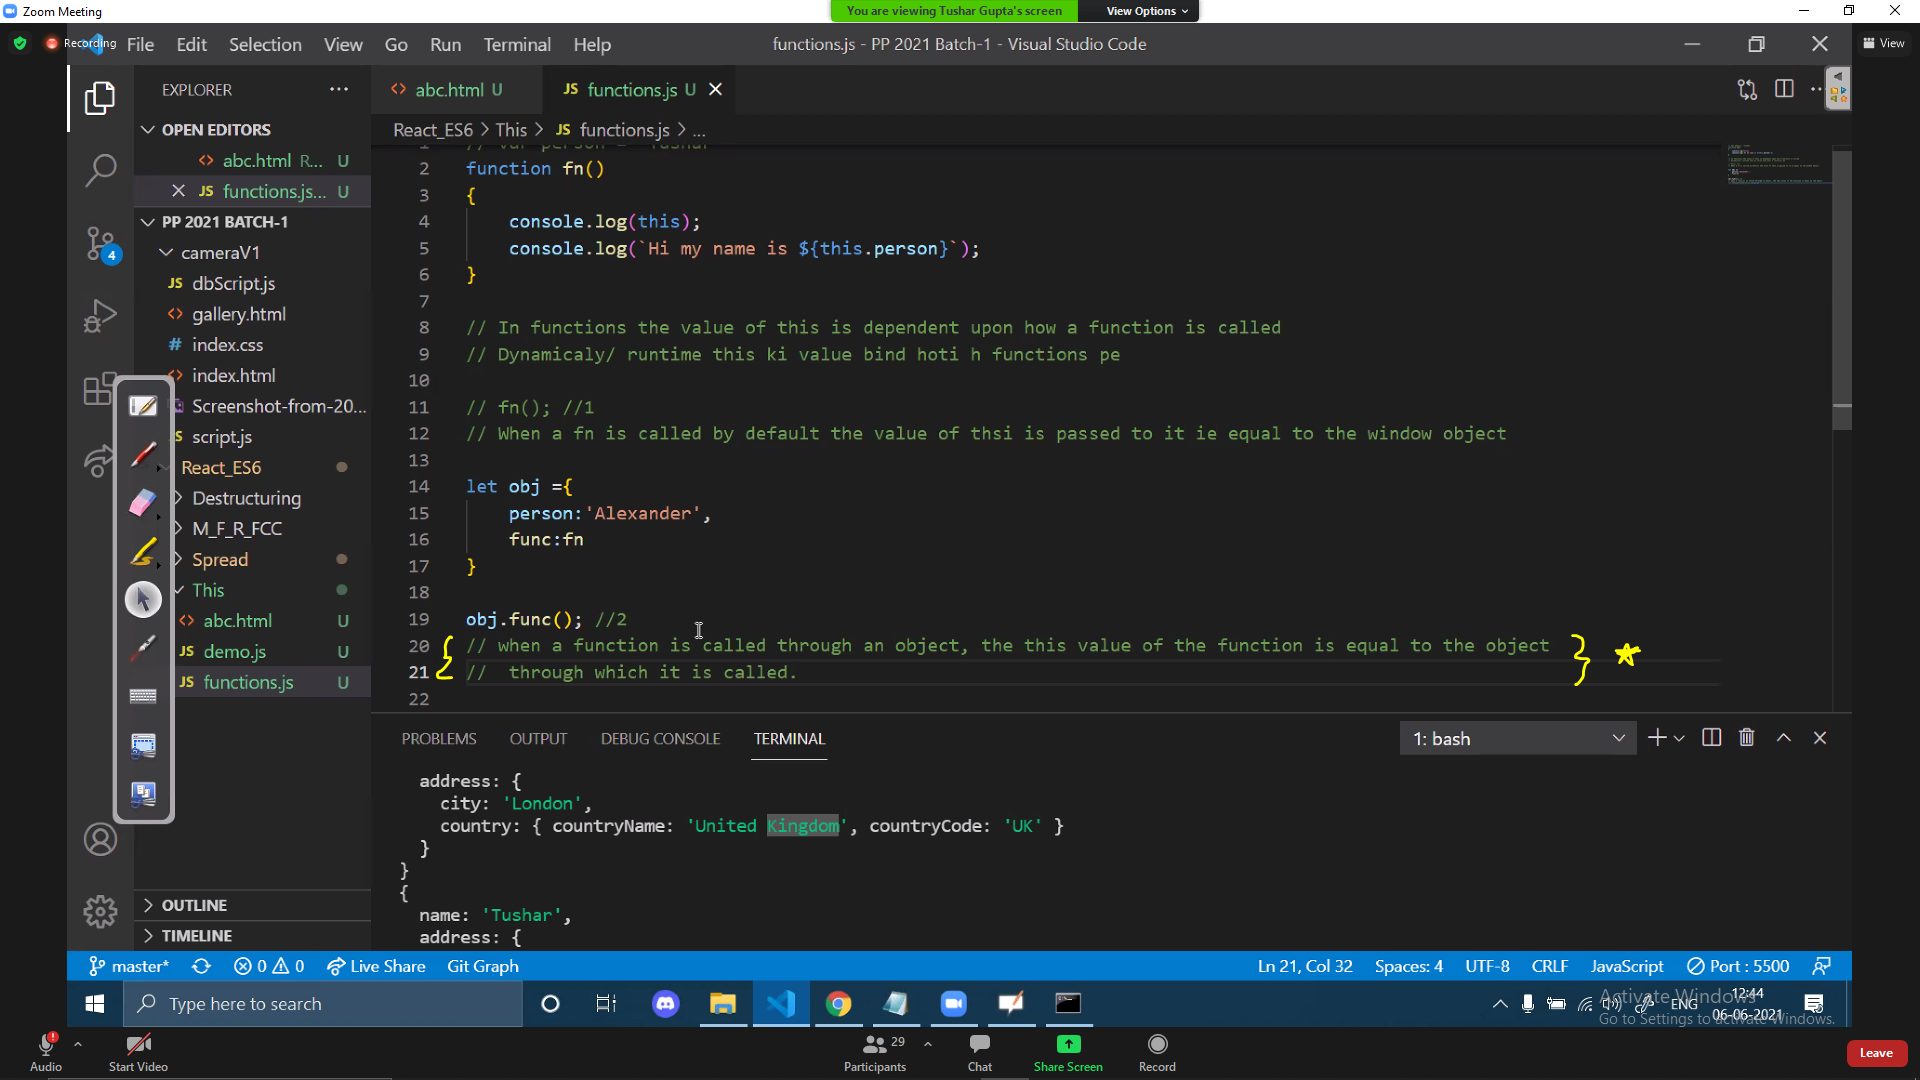 Zoom Meeting
You are viewing Tushar Gupta's screen View Options
Recording File Edit Selection View Go Run Terminal Help functions.js - PP 2021 Batch-1 - Visual Studio Code View
EXPLORER
abc.html U JS functions.js U
OPEN EDITORS
React_ES6 > This > JS functions.js > ...
abc.html R... U
JS functions.js... U
PP 2021 BATCH-1
cameraV1
JS dbScript.js
gallery.html
# index.css
index.html
Screenshot-from-20...
script.js
React_ES6
Destructuring
M_F_R_FCC
Spread
This
abc.html U
JS demo.js U
JS functions.js U
OUTLINE
TIMELINE
4
2 function fn()
3 {
4 console.log(this);
5 console.log(`Hi my name is ${this.person}`);
6 }
7
8 // In functions the value of this is dependent upon how a function is called
9 // Dynamicaly/ runtime this ki value bind hoti h functions pe
10
11 // fn(); //1
12 // When a fn is called by default the value of thsi is passed to it ie equal to the window object
13
14 let obj ={
15 person:'Alexander',
16 func:fn
17 }
18
19 obj.func(); //2
20 // when a function is called through an object, the this value of the function is equal to the object
21 // through which it is called.
22
PROBLEMS OUTPUT DEBUG CONSOLE TERMINAL 1: bash
address: {
city: 'London',
country: { countryName: 'United Kingdom', countryCode: 'UK' }
}
}
{
name: 'Tushar',
address: {
master* 0 0 Live Share Git Graph Ln 21, Col 32 Spaces: 4 UTF-8 CRLF JavaScript Port : 5500
Type here to search ENG 12:44
06-06-2021
Activate Windows
Go to Settings to activate Windows.
Audio Start Video Participants 29 Chat Share Screen Record Leave